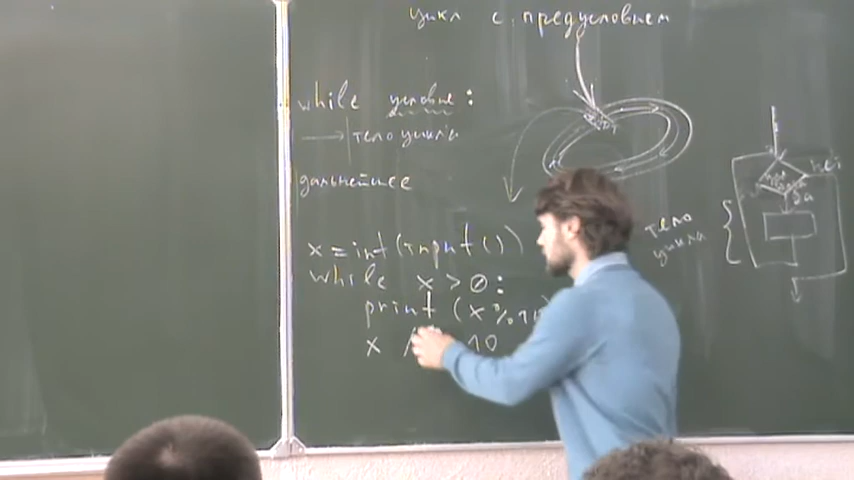 цикл с предусловием
while условие:
тело цикла
дальнейшее
x = int(input())
while x > 0:
print (x%10
x 10
нет
да
тело
цикла